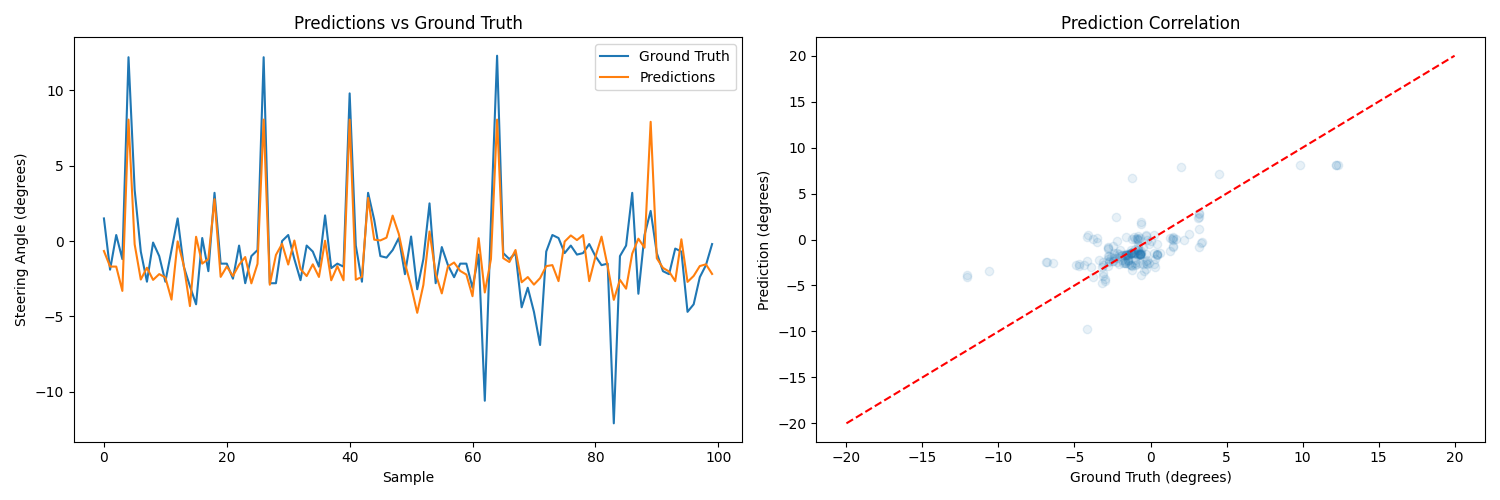 Predictions vs Ground Truth
Ground Truth
Predictions
Steering Angle (degrees)
10
5
0
−5
−10
0 20 40 60 80 100
Sample
Prediction Correlation
Prediction (degrees)
20
15
10
5
0
−5
−10
−15
−20
−20 −15 −10 −5 0 5 10 15 20
Ground Truth (degrees)